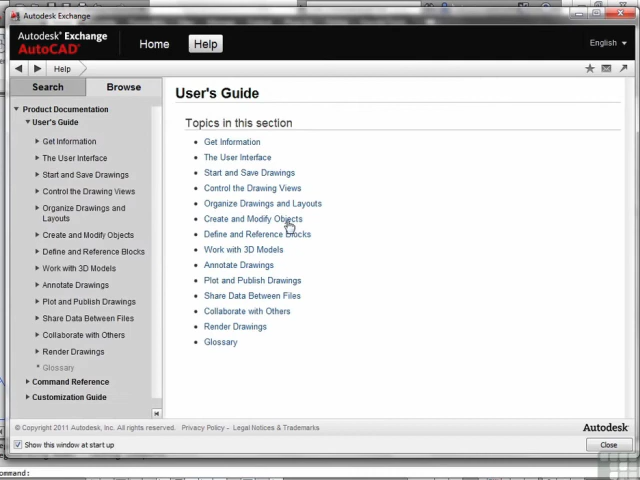 Autodesk Exchange
Autodesk® Exchange
AutoCAD®
Home
Help
English
Help
Search
Browse
Product Documentation
User's Guide
Get Information
The User Interface
Start and Save Drawings
Control the Drawing Views
Organize Drawings and
Layouts
Create and Modify Objects
Define and Reference Blocks
Work with 3D Models
Annotate Drawings
Plot and Publish Drawings
Share Data Between Files
Collaborate with Others
Render Drawings
Glossary
Command Reference
Customization Guide
User's Guide
Topics in this section
Get Information
The User Interface
Start and Save Drawings
Control the Drawing Views
Organize Drawings and Layouts
Create and Modify Objects
Define and Reference Blocks
Work with 3D Models
Annotate Drawings
Plot and Publish Drawings
Share Data Between Files
Collaborate with Others
Render Drawings
Glossary
© Copyright 2011 Autodesk, Inc. All rights reserved. Privacy Policy - Legal Notices & Trademarks
Autodesk
Show this window at start up
Close
ommand: